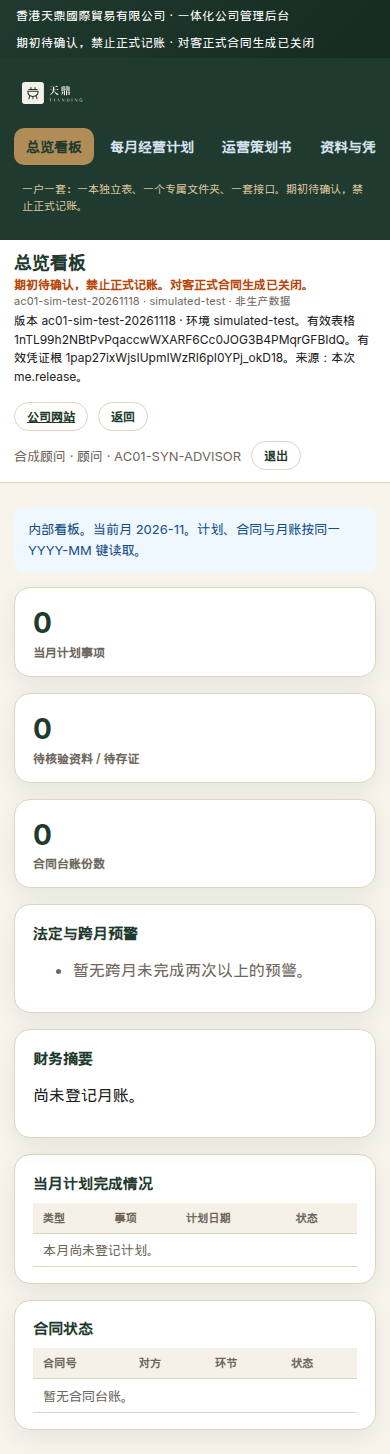 香港天鼎國際貿易有限公司 · 一体化公司管理后台
期初待确认，禁止正式记账 · 对客正式合同生成已关闭
天鼎
TIANDING
总览看板 每月经营计划 运营策划书 资料与凭
一户一套：一本独立表、一个专属文件夹、一套接口。期初待确认，禁
止正式记账。
总览看板
期初待确认，禁止正式记账。对客正式合同生成已关闭。
ac01-sim-test-20261118 · simulated-test · 非生产数据
版本 ac01-sim-test-20261118 · 环境 simulated-test。有效表格
1nTL99h2NBtPvPqaccwWXARF6Cc0JOG3B4PMqrGFBIdQ。有
效凭证根 1pap27ixWjsIUpmIWzRI6pI0YPj_okD18。来源：本次
me.release。
公司网站 返回
合成顾问 · 顾问 · AC01-SYN-ADVISOR 退出
内部看板。当前月 2026-11。计划、合同与月账按同一
YYYY-MM 键读取。
0
当月计划事项
0
待核验资料 / 待存证
0
合同台账份数
法定与跨月预警
• 暂无跨月未完成两次以上的预警。
财务摘要
尚未登记月账。
当月计划完成情况
类型 事项 计划日期 状态
本月尚未登记计划。
合同状态
合同号 对方 环节 状态
暂无合同台账。